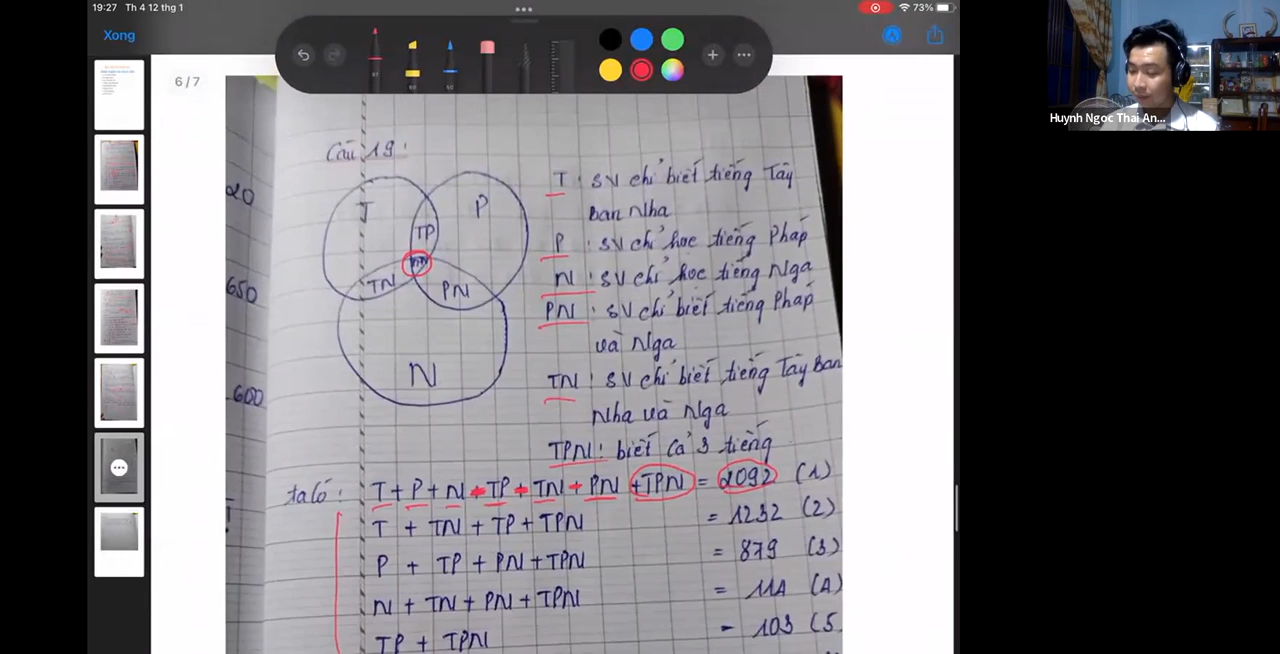 19:27 Th 4 12 thg 1
73%
Xong
6/7
Huynh Ngoc Thai An...
Câu 19:
T
P
TP
TN
PN
N
20
650
600
T : SV chỉ biết tiếng Tây
Ban Nha
P : SV chỉ học tiếng Pháp
N : SV chỉ học tiếng Nga
PN : SV chỉ biết tiếng Pháp
và Nga
TN : SV chỉ biết tiếng Tây Ban
Nha và Nga
TPN : biết cả 3 tiếng
ta có : T + P + N + TP + TN + PN + TPN = 2092 (1)
T + TN + TP + TPN = 1232 (2)
P + TP + PN + TPN = 879 (3)
N + TN + PN + TPN = 114 (4)
TP + TPN = 103 (5